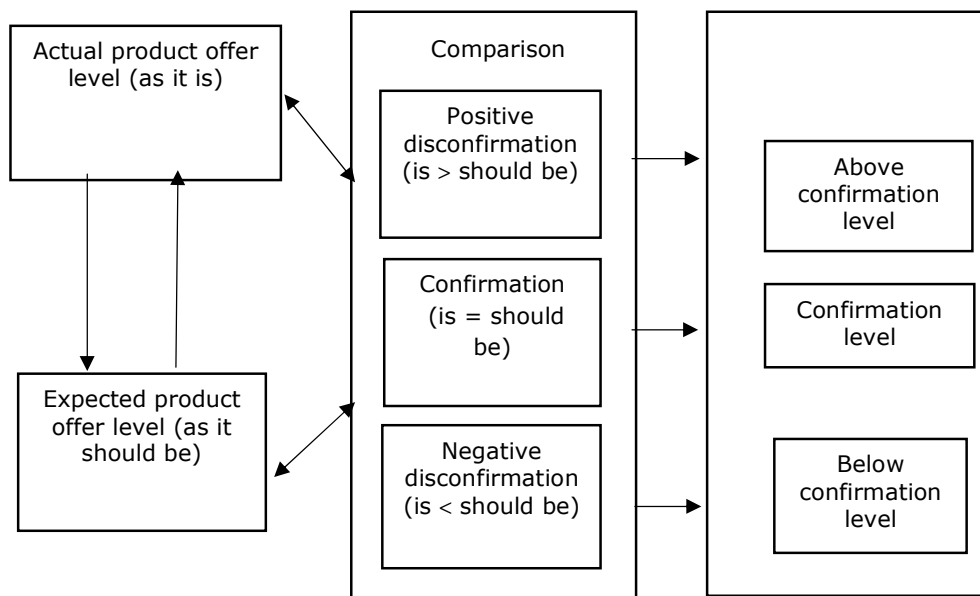 Actual product offer
level (as it is)
Expected product
offer level (as it
should be)
Comparison
Positive
disconfirmation
(is > should be)
Confirmation
(is = should
be)
Negative
disconfirmation
(is < should be)
Above
confirmation
level
Confirmation
level
Below
confirmation
level